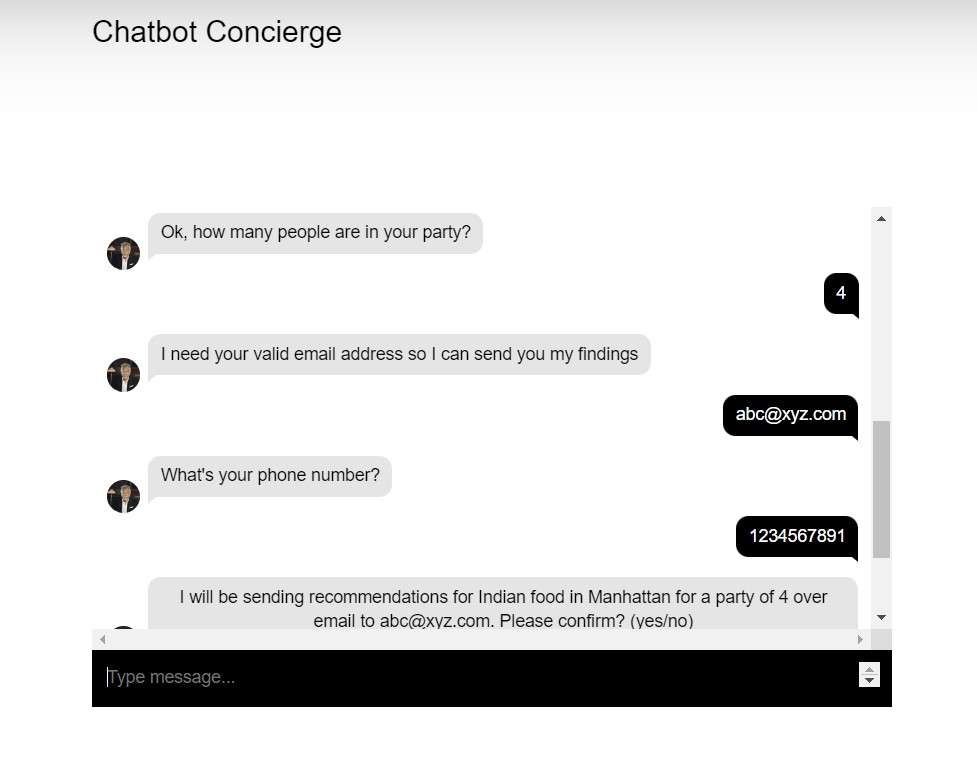 Chatbot Concierge
Ok, how many people are in your party?
4
I need your valid email address so I can send you my findings
abc@xyz.com
What's your phone number?
1234567891
I will be sending recommendations for Indian food in Manhattan for a party of 4 over
email to abc@xyz.com. Please confirm? (yes/no)
Type message...